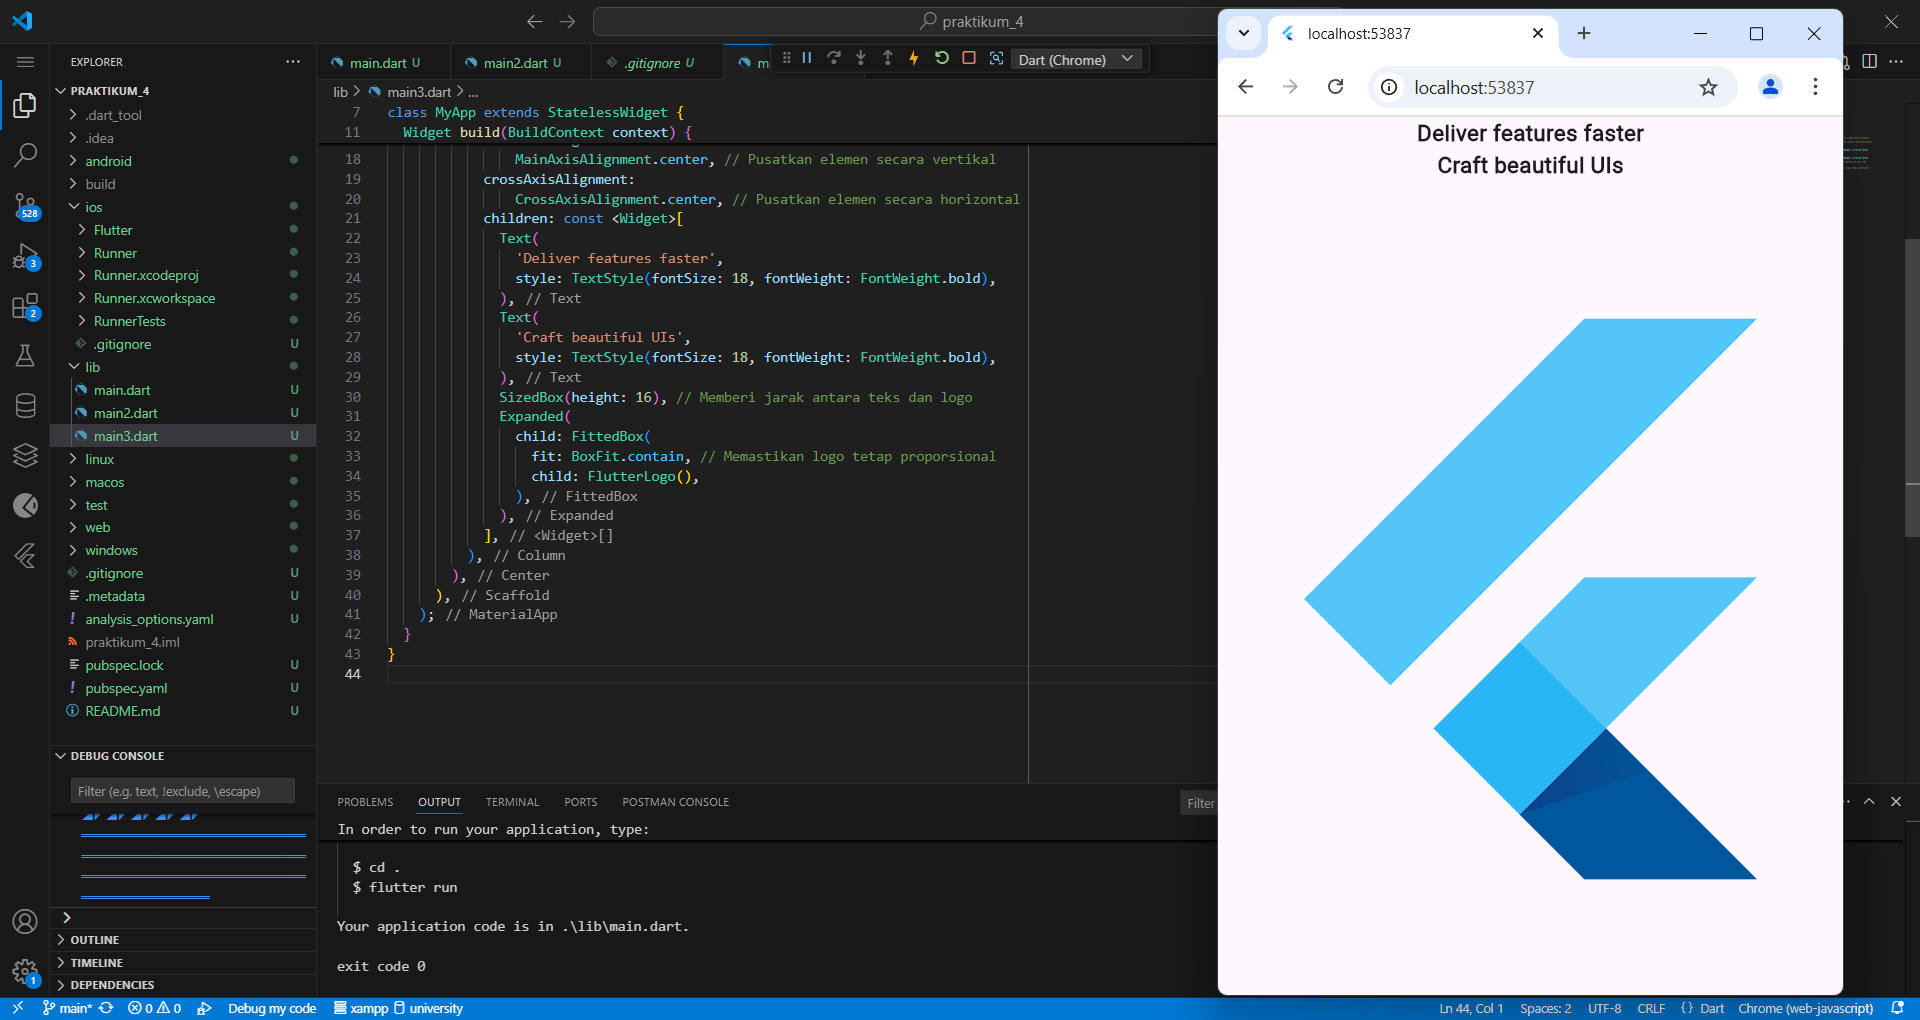 praktikum_4
EXPLORER
PRAKTIKUM_4
.dart_tool
.idea
android
build
ios
Flutter
Runner
Runner.xcodeproj
Runner.xcworkspace
RunnerTests
.gitignore U
lib
main.dart U
main2.dart U
main3.dart U
linux
macos
test
web
windows
.gitignore U
.metadata U
analysis_options.yaml U
praktikum_4.iml
pubspec.lock U
pubspec.yaml U
README.md U
DEBUG CONSOLE
Filter (e.g. text, !exclude, \escape)
OUTLINE
TIMELINE
DEPENDENCIES
528
3
2
1
main.dart U
main2.dart U
.gitignore U
m
Dart (Chrome)
lib > main3.dart > ...
7 class MyApp extends StatelessWidget {
11 Widget build(BuildContext context) {
18 MainAxisAlignment.center, // Pusatkan elemen secara vertikal
19 crossAxisAlignment:
20 CrossAxisAlignment.center, // Pusatkan elemen secara horizontal
21 children: const <Widget>[
22 Text(
23 'Deliver features faster',
24 style: TextStyle(fontSize: 18, fontWeight: FontWeight.bold),
25 ), // Text
26 Text(
27 'Craft beautiful UIs',
28 style: TextStyle(fontSize: 18, fontWeight: FontWeight.bold),
29 ), // Text
30 SizedBox(height: 16), // Memberi jarak antara teks dan logo
31 Expanded(
32 child: FittedBox(
33 fit: BoxFit.contain, // Memastikan logo tetap proporsional
34 child: FlutterLogo(),
35 ), // FittedBox
36 ), // Expanded
37 ], // <Widget>[]
38 ), // Column
39 ), // Center
40 ), // Scaffold
41 ); // MaterialApp
42 }
43 }
44
PROBLEMS OUTPUT TERMINAL PORTS POSTMAN CONSOLE
Filter
In order to run your application, type:
$ cd .
$ flutter run
Your application code is in .\lib\main.dart.
exit code 0
localhost:53837
localhost:53837
Deliver features faster
Craft beautiful UIs
main* 0 0 Debug my code xampp university
Ln 44, Col 1 Spaces: 2 UTF-8 CRLF {} Dart Chrome (web-javascript)